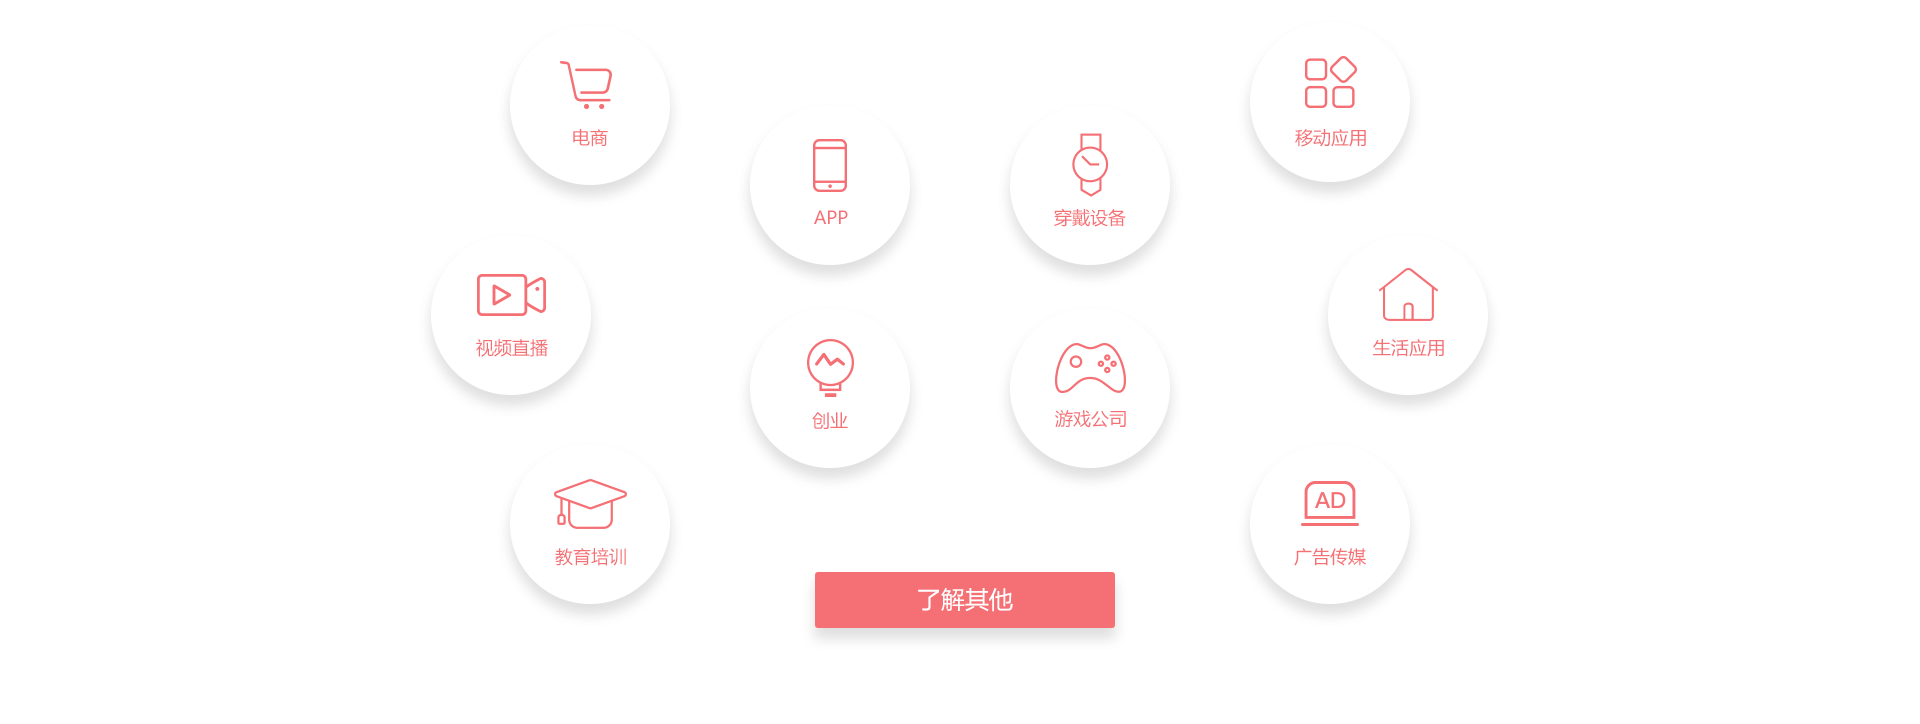 电商
移动应用
APP
穿戴设备
视频直播
生活应用
创业
游戏公司
AD
教育培训
广告传媒
了解其他